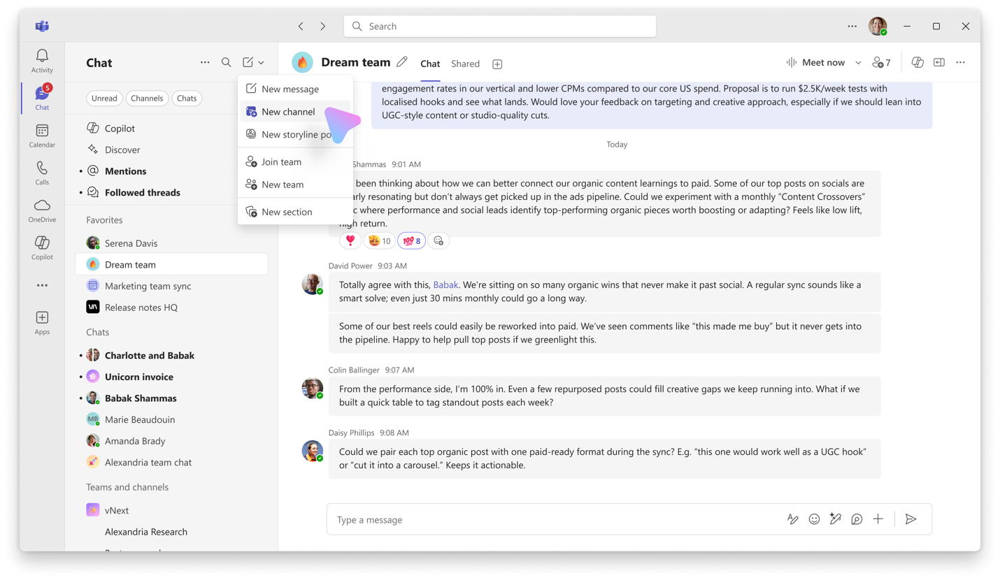 Search
Activity
5
Chat
Calendar
Calls
OneDrive
Copilot
Apps
Chat
Unread
Channels
Chats
Copilot
Discover
Mentions
Followed threads
Favorites
Serena Davis
Dream team
Marketing team sync
Release notes HQ
Chats
Charlotte and Babak
Unicorn invoice
Babak Shammas
MB
Marie Beaudouin
Amanda Brady
Alexandria team chat
Teams and channels
vNext
Alexandria Research
New message
New channel
New storyline po
Join team
New team
New section
Dream team
Chat
Shared
Meet now
7
engagement rates in our vertical and lower CPMs compared to our core US spend. Proposal is to run $2.5K/week tests with
localised hooks and see what lands. Would love your feedback on targeting and creative approach, especially if we should lean into
UGC-style content or studio-quality cuts.
Today
Shammas 9:01 AM
been thinking about how we can better connect our organic content learnings to paid. Some of our top posts on socials are
arly resonating but don’t always get picked up in the ads pipeline. Could we experiment with a monthly “Content Crossovers”
where performance and social leads identify top-performing organic pieces worth boosting or adapting? Feels like low lift,
high return.
10
100 8
David Power 9:03 AM
Totally agree with this, Babak. We’re sitting on so many organic wins that never make it past social. A regular sync sounds like a
smart solve; even just 30 mins monthly could go a long way.
Some of our best reels could easily be reworked into paid. We’ve seen comments like “this made me buy” but it never gets into
the pipeline. Happy to help pull top posts if we greenlight this.
Colin Ballinger 9:07 AM
From the performance side, I’m 100% in. Even a few repurposed posts could fill creative gaps we keep running into. What if we
built a quick table to tag standout posts each week?
Daisy Phillips 9:08 AM
Could we pair each top organic post with one paid-ready format during the sync? E.g. “this one would work well as a UGC hook”
or “cut it into a carousel.” Keeps it actionable.
Type a message